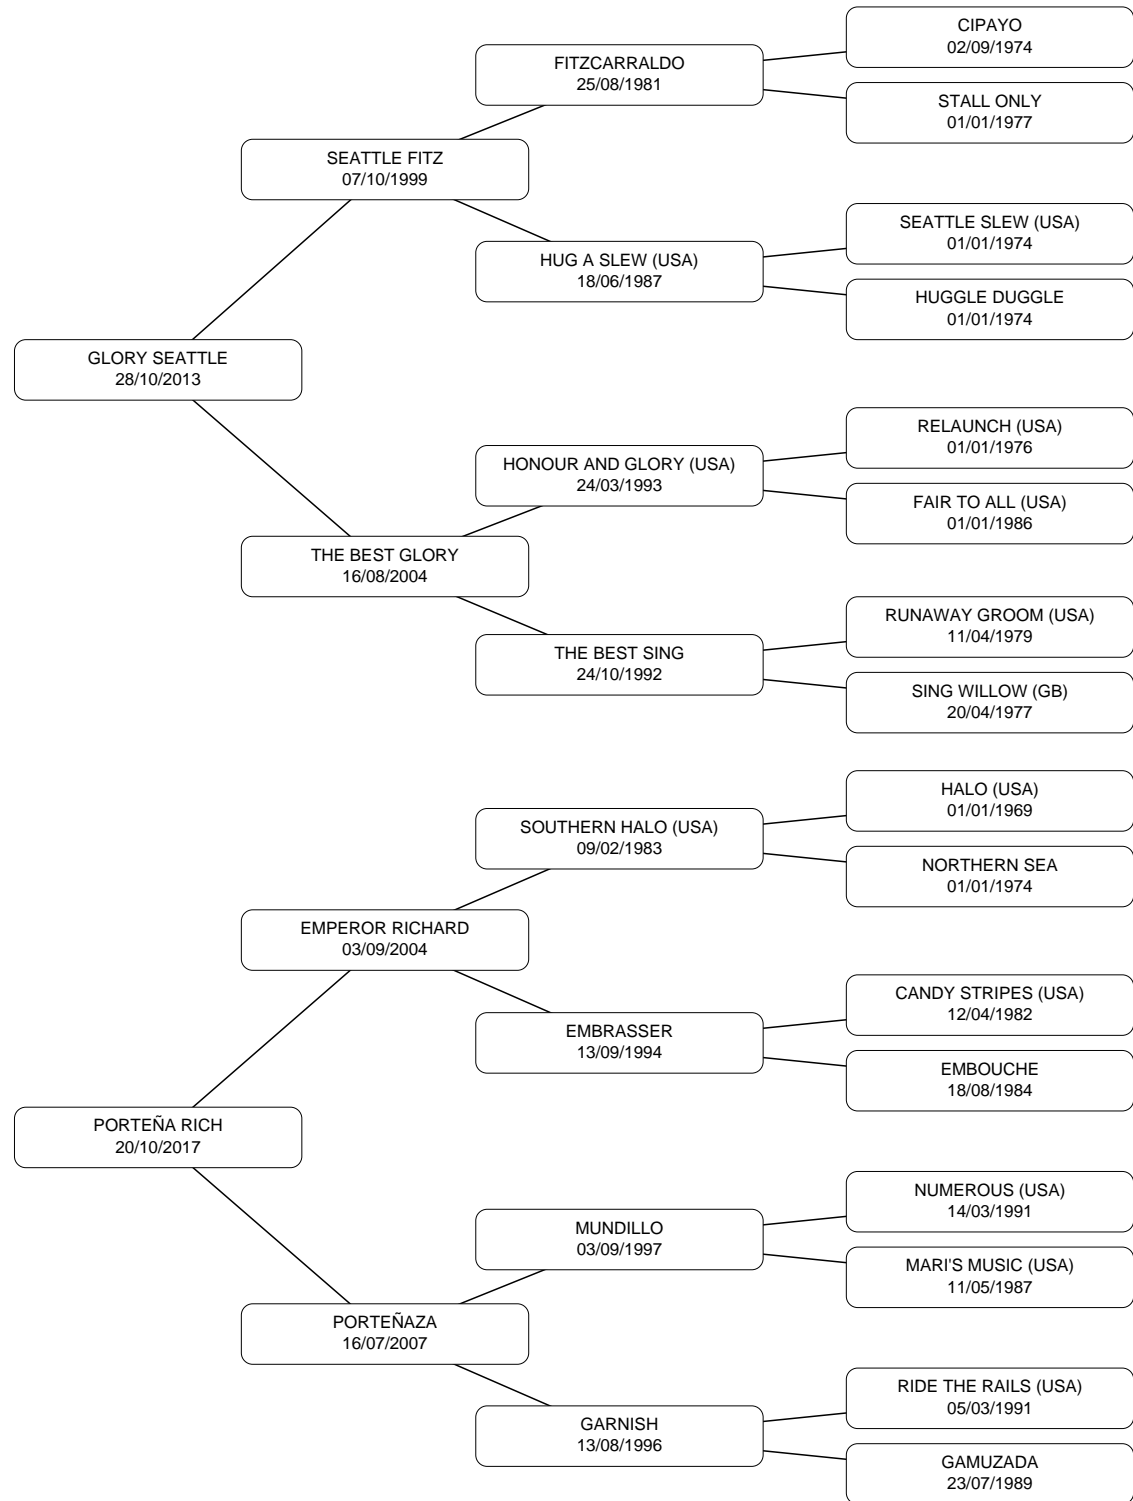 CIPAYO
02/09/1974
FITZCARRALDO
25/08/1981
STALL ONLY
01/01/1977
SEATTLE FITZ
07/10/1999
SEATTLE SLEW (USA)
01/01/1974
HUG A SLEW (USA)
18/06/1987
HUGGLE DUGGLE
01/01/1974
GLORY SEATTLE
28/10/2013
RELAUNCH (USA)
01/01/1976
HONOUR AND GLORY (USA)
24/03/1993
FAIR TO ALL (USA)
01/01/1986
THE BEST GLORY
16/08/2004
RUNAWAY GROOM (USA)
11/04/1979
THE BEST SING
24/10/1992
SING WILLOW (GB)
20/04/1977
HALO (USA)
01/01/1969
SOUTHERN HALO (USA)
09/02/1983
NORTHERN SEA
01/01/1974
EMPEROR RICHARD
03/09/2004
CANDY STRIPES (USA)
12/04/1982
EMBRASSER
13/09/1994
EMBOUCHE
18/08/1984
PORTEÑA RICH
20/10/2017
NUMEROUS (USA)
14/03/1991
MUNDILLO
03/09/1997
MARI'S MUSIC (USA)
11/05/1987
PORTEÑAZA
16/07/2007
RIDE THE RAILS (USA)
05/03/1991
GARNISH
13/08/1996
GAMUZADA
23/07/1989